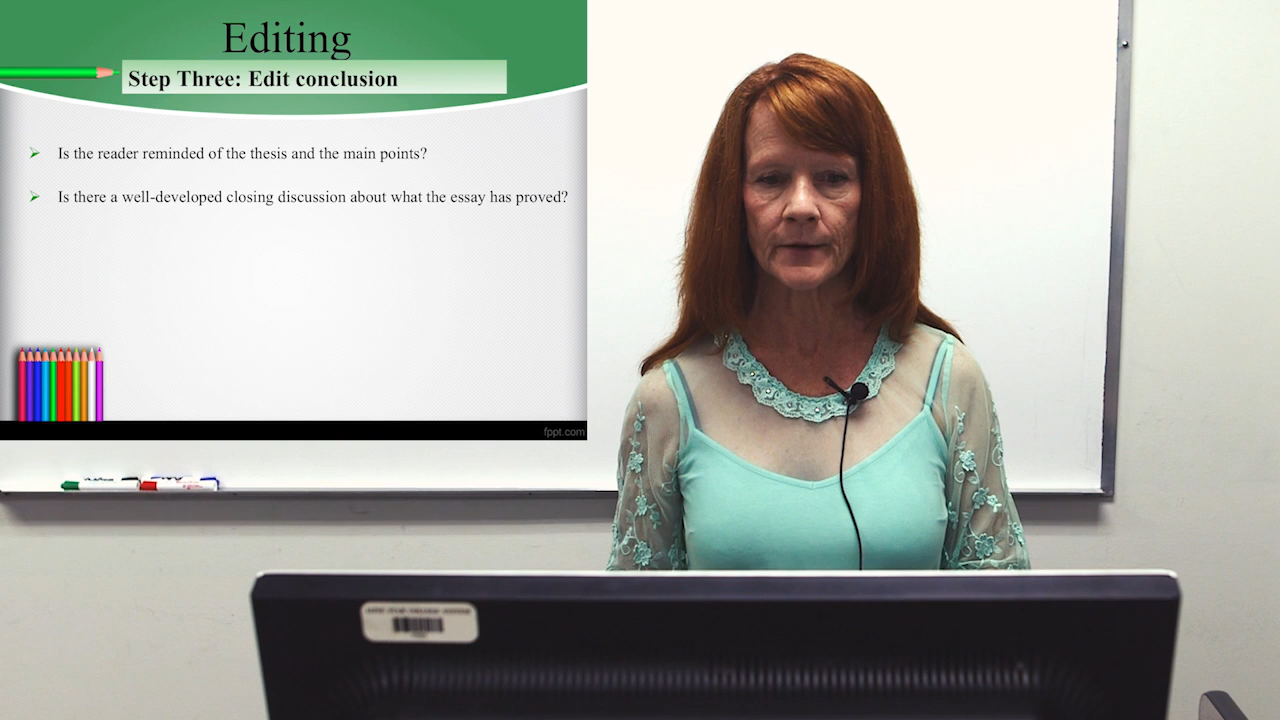 Editing
Step Three: Edit conclusion
Is the reader reminded of the thesis and the main points?
Is there a well-developed closing discussion about what the essay has proved?
fppt.com